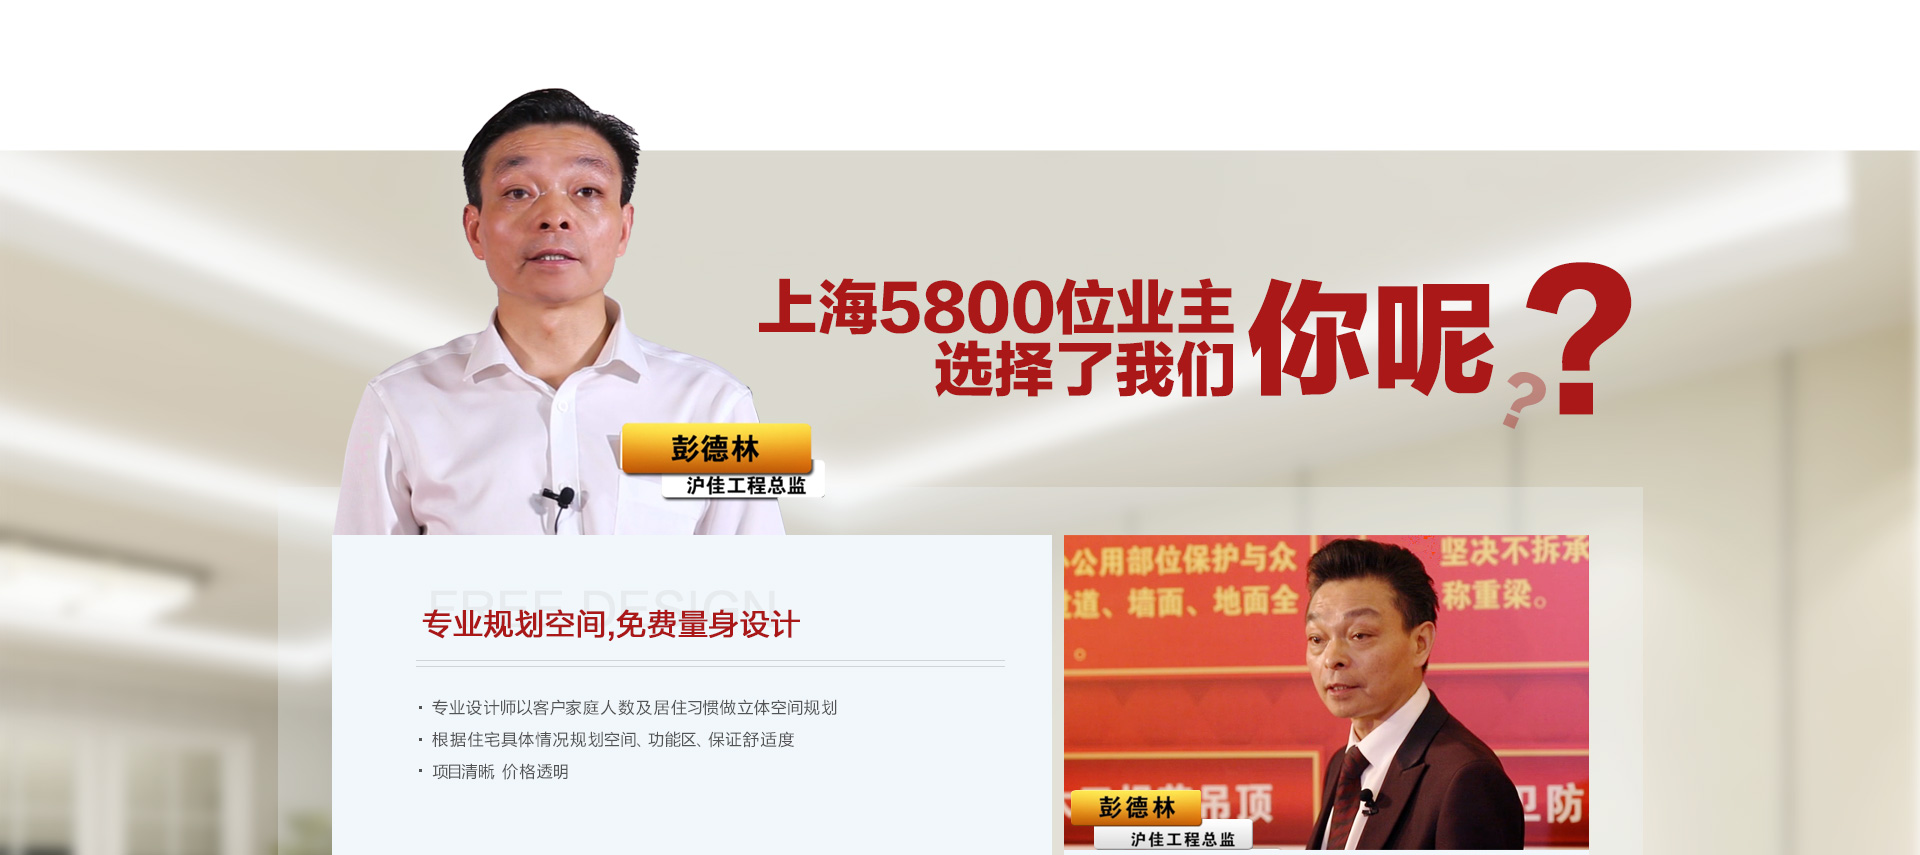 上海5800位业主
选择了我们
你呢?
?
彭德林
沪佳工程总监
FREE DESIGN
专业规划空间,免费量身设计
专业设计师以客户家庭人数及居住习惯做立体空间规划
根据住宅具体情况规划空间、功能区、保证舒适度
项目清晰 价格透明
公用部位保护与众
道、墙面、地面全
。
坚决不拆承
称重梁。
吊顶
卫防
彭德林
沪佳工程总监